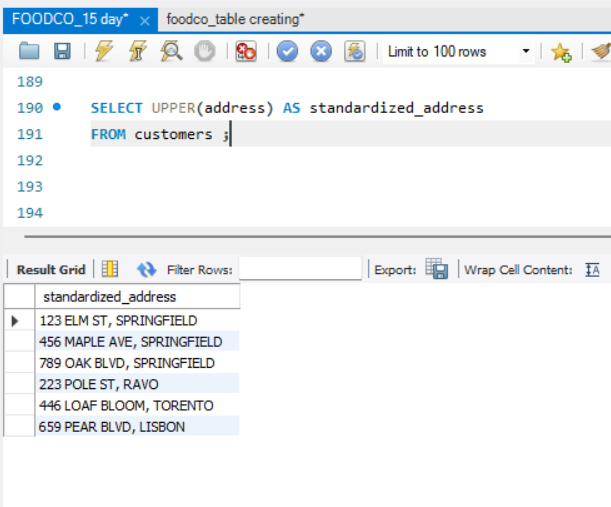 FOODCO_15 day* × foodco_table creating*
Limit to 100 rows
189
190 SELECT UPPER(address) AS standardized_address
191 FROM customers ;
192
193
194
Result Grid Filter Rows: Export: Wrap Cell Content: IA
standardized_address
123 ELM ST, SPRINGFIELD
456 MAPLE AVE, SPRINGFIELD
789 OAK BLVD, SPRINGFIELD
223 POLE ST, RAVO
446 LOAF BLOOM, TORENTO
659 PEAR BLVD, LISBON